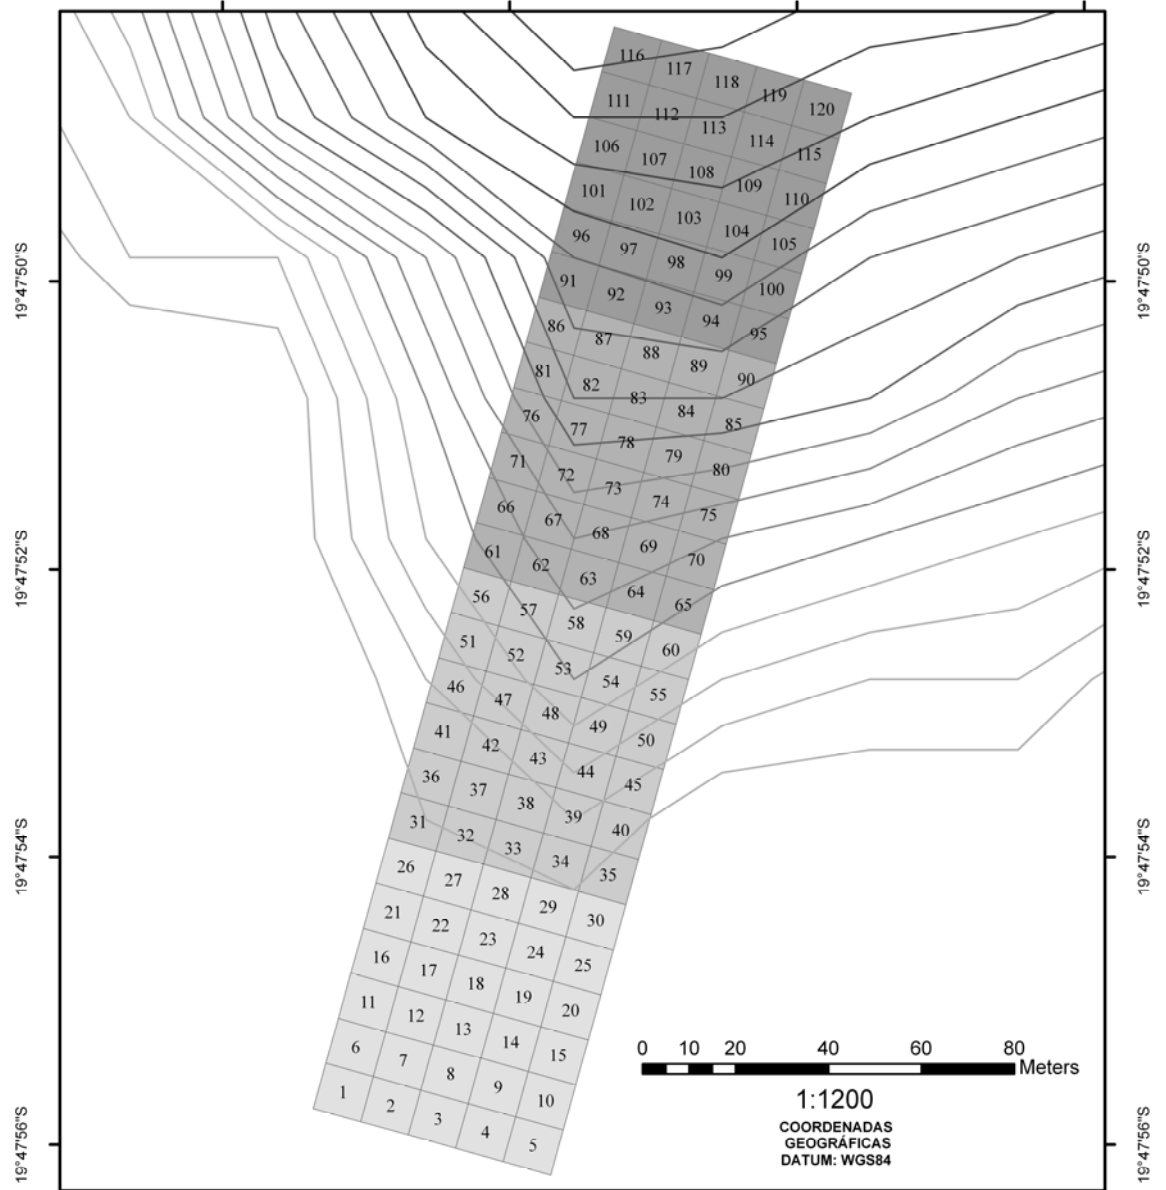 116 117 118 119 120
111 112 113 114 115
106 107 108 109 110
101 102 103 104 105
96 97 98 99 100
91 92 93 94 95
86 87 88 89 90
81 82 83 84 85
76 77 78 79 80
71 72 73 74 75
66 67 68 69 70
61 62 63 64 65
56 57 58 59 60
51 52 53 54 55
46 47 48 49 50
41 42 43 44 45
36 37 38 39 40
31 32 33 34 35
26 27 28 29 30
21 22 23 24 25
16 17 18 19 20
11 12 13 14 15
6 7 8 9 10
1 2 3 4 5
19°47'50"S
19°47'52"S
19°47'54"S
19°47'56"S
19°47'50"S
19°47'52"S
19°47'54"S
19°47'56"S
0 10 20 40 60 80
Meters
1:1200
COORDENADAS
GEOGRÁFICAS
DATUM: WGS84